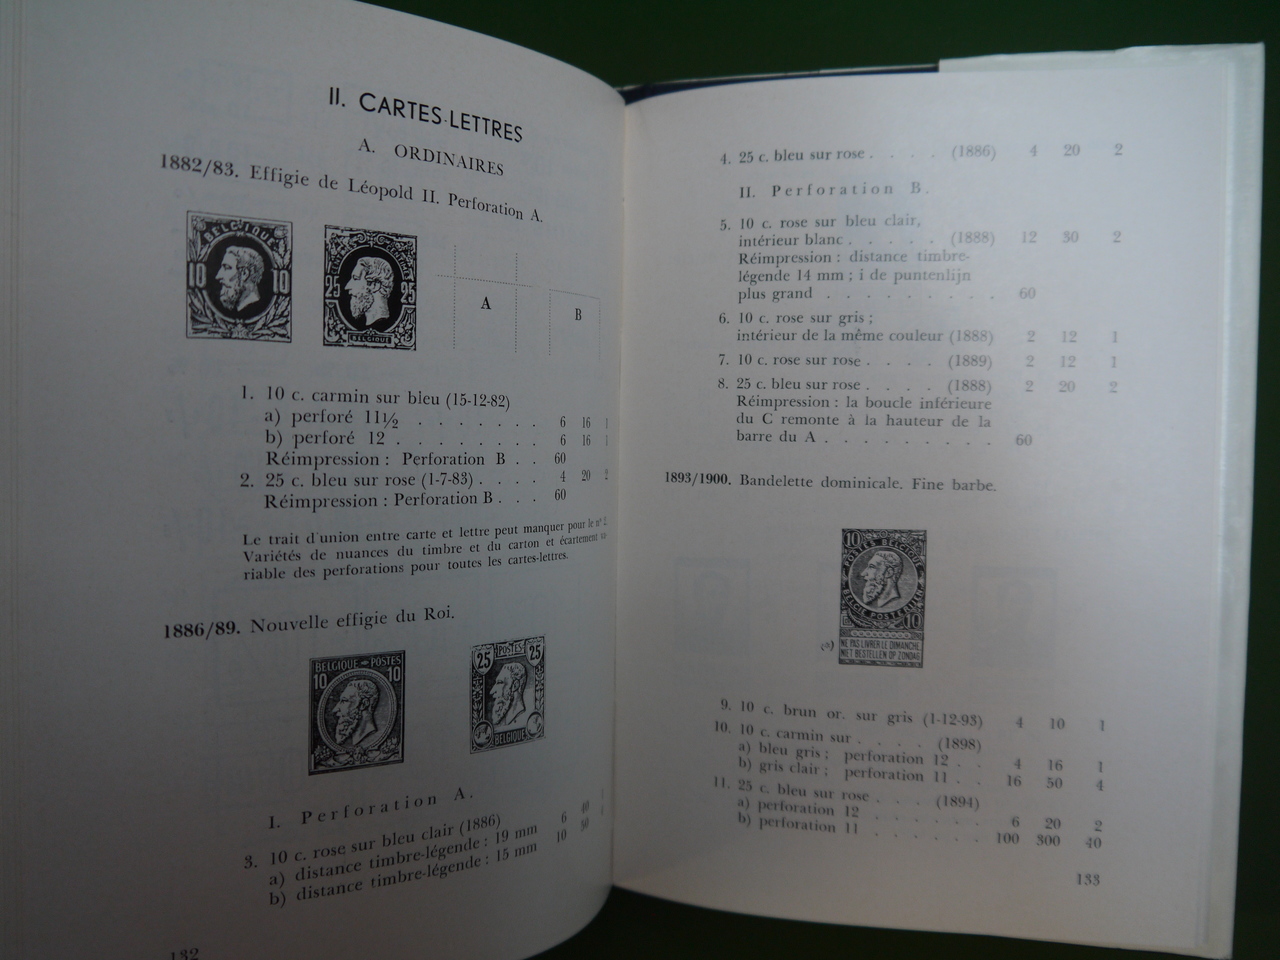 II. CARTES-LETTRES
A. ORDINAIRES
1882/83. Effigie de Léopold II. Perforation A.
BELGIQUE
10 10
CENTIMES
25 25
BELGIQUE
A
B
1. 10 c. carmin sur bleu (15-12-82)
a) perforé 11½ . . . . . . . 6 16 1
b) perforé 12 . . . . . . . . 6 16 1
Réimpression : Perforation B . . 60
2. 25 c. bleu sur rose (1-7-83) . . . . 4 20 2
Réimpression : Perforation B . . . 60
Le trait d'union entre carte et lettre peut manquer pour le n° 2.
Variétés de nuances du timbre et du carton et écartement va-
riable des perforations pour toutes les cartes-lettres.
1886/89. Nouvelle effigie du Roi.
BELGIQUE POSTES
10 10
POSTES
25 25
BELGIQUE
I. Perforation A.
3. 10 c. rose sur bleu clair (1886)
a) distance timbre-légende : 19 mm 6 40
b) distance timbre-légende : 15 mm 10
132
4. 25 c. bleu sur rose . . . . (1886) 4 20 2
II. Perforation B.
5. 10 c. rose sur bleu clair,
intérieur blanc . . . . . (1888) 12 30 2
Réimpression : distance timbre-
légende 14 mm ; i de puntenlijn
plus grand . . . . . . . . . 60
6. 10 c. rose sur gris ;
intérieur de la même couleur (1888) 2 12 1
7. 10 c. rose sur rose . . . . (1889) 2 12 1
8. 25 c. bleu sur rose . . . . (1888) 2 20 2
Réimpression : la boucle inférieure
du C remonte à la hauteur de la
barre du A . . . . . . . . . 60
1893/1900. Bandelette dominicale. Fine barbe.
10
POSTES BELGIQUE
BELGIE POSTERIJEN
10
(a)
NE PAS LIVRER LE DIMANCHE
NIET BESTELLEN OP ZONDAG
9. 10 c. brun or. sur gris (1-12-93) 4 10 1
10. 10 c. carmin sur . . . . (1898)
a) bleu gris ; perforation 12 . . 4 16 1
b) gris clair ; perforation 11 . . 16 50 4
11. 25 c. bleu sur rose . . . (1894)
a) perforation 12 . . . . . . 6 20 2
b) perforation 11 . . . . . . 100 300 40
133